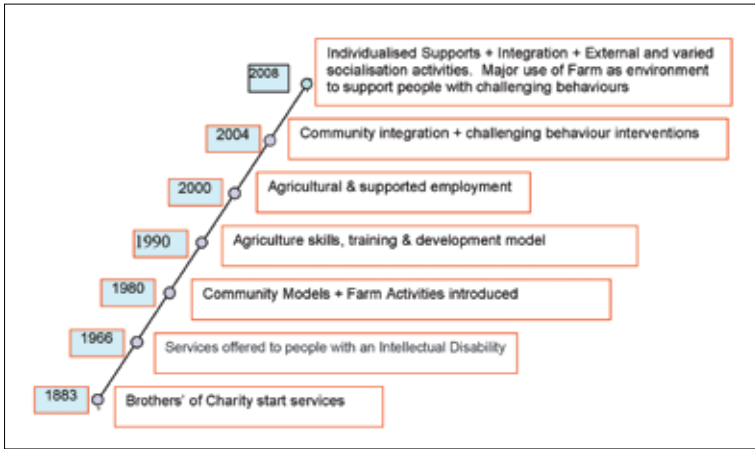 2008
Individualised Supports + Integration + External and varied
socialisation activities. Major use of Farm as environment
to support people with challenging behaviours
2004
Community integration + challenging behaviour interventions
2000
Agricultural & supported employment
1990
Agriculture skills, training & development model
1980
Community Models + Farm Activities introduced
1966
Services offered to people with an Intellectual Disability
1883
Brothers' of Charity start services